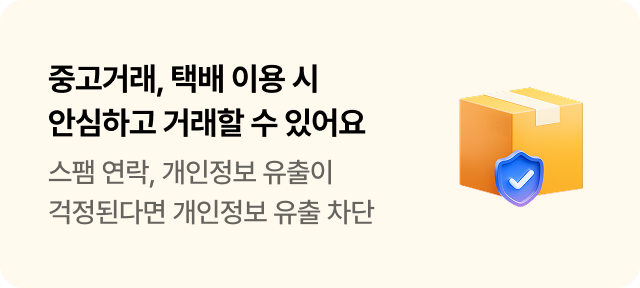 중고거래, 택배 이용 시
안심하고 거래할 수 있어요
스팸 연락, 개인정보 유출이
걱정된다면 개인정보 유출 차단